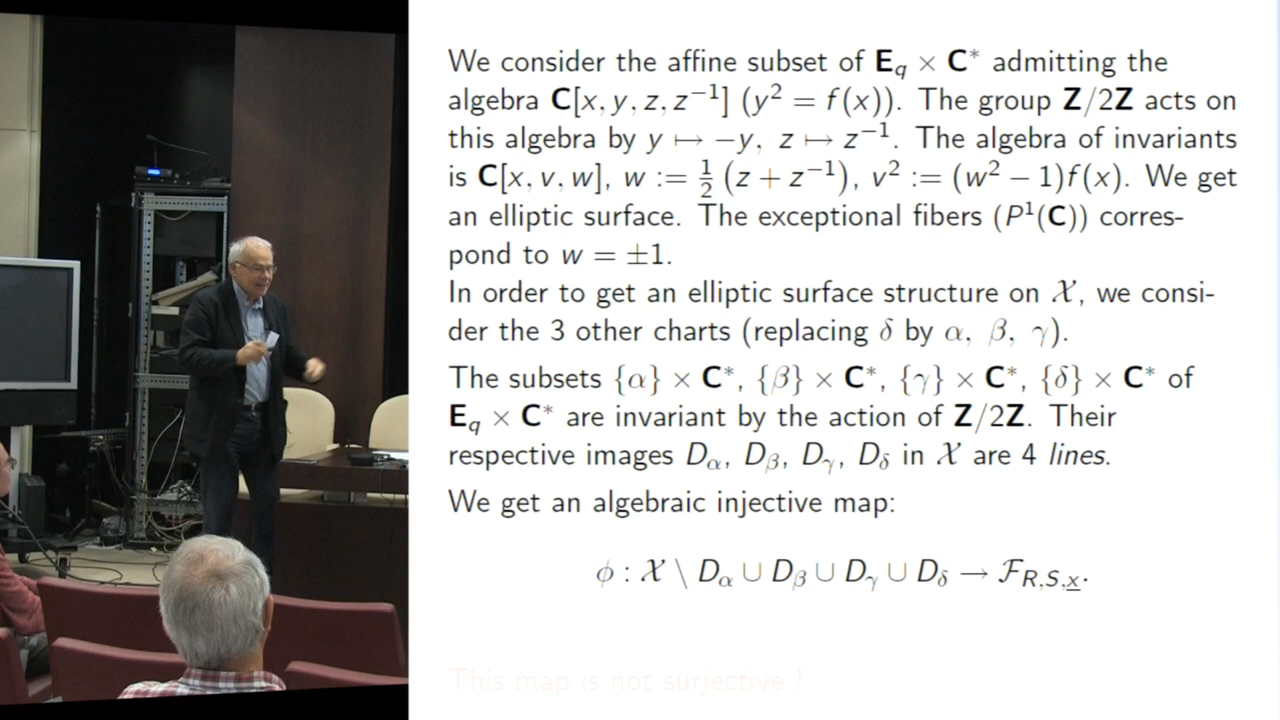 We consider the affine subset of 𝐄_q × 𝐂* admitting the
algebra 𝐂[x, y, z, z⁻¹] (y² = f(x)). The group 𝐙/2𝐙 acts on
this algebra by y ↦ −y, z ↦ z⁻¹. The algebra of invariants
is 𝐂[x, v, w], w := ½ (z + z⁻¹), v² := (w² − 1)f(x). We get
an elliptic surface. The exceptional fibers (P¹(𝐂)) corres-
pond to w = ±1.
In order to get an elliptic surface structure on 𝒳, we consi-
der the 3 other charts (replacing δ by α, β, γ).
The subsets {α} × 𝐂*, {β} × 𝐂*, {γ} × 𝐂*, {δ} × 𝐂* of
𝐄_q × 𝐂* are invariant by the action of 𝐙/2𝐙. Their
respective images D_α, D_β, D_γ, D_δ in 𝒳 are 4 lines.
We get an algebraic injective map:
ϕ : 𝒳 \ D_α ∪ D_β ∪ D_γ ∪ D_δ → ℱ_{R,S,x}.
This map is not surjective !